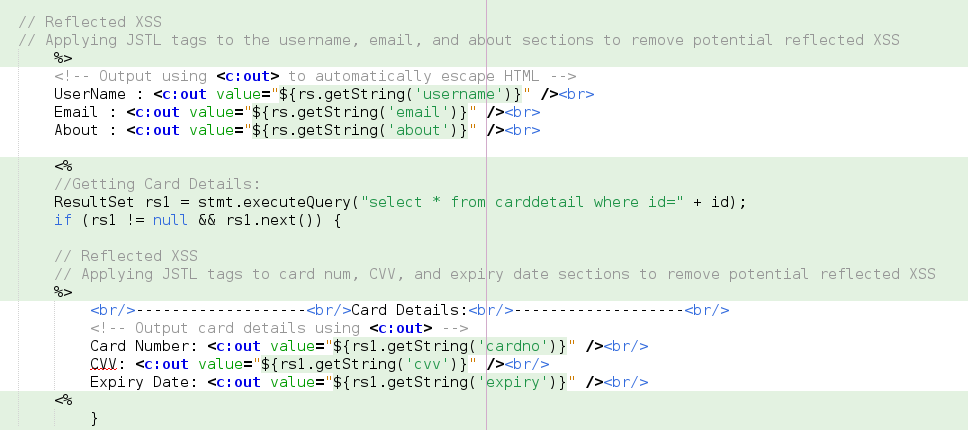 // Reflected XSS
// Applying JSTL tags to the username, email, and about sections to remove potential reflected XSS
%>
<!-- Output using <c:out> to automatically escape HTML -->
UserName : <c:out value="${rs.getString('username')}" /><br>
Email : <c:out value="${rs.getString('email')}" /><br>
About : <c:out value="${rs.getString('about')}" /><br>
<%
//Getting Card Details:
ResultSet rs1 = stmt.executeQuery("select * from carddetail where id=" + id);
if (rs1 != null && rs1.next()) {
// Reflected XSS
// Applying JSTL tags to card num, CVV, and expiry date sections to remove potential reflected XSS
%>
<br/>-------------------<br/>Card Details:<br/>-------------------<br/>
<!-- Output card details using <c:out> -->
Card Number: <c:out value="${rs1.getString('cardno')}" /><br/>
CVV: <c:out value="${rs1.getString('cvv')}" /><br/>
Expiry Date: <c:out value="${rs1.getString('expiry')}" /><br/>
<%
}